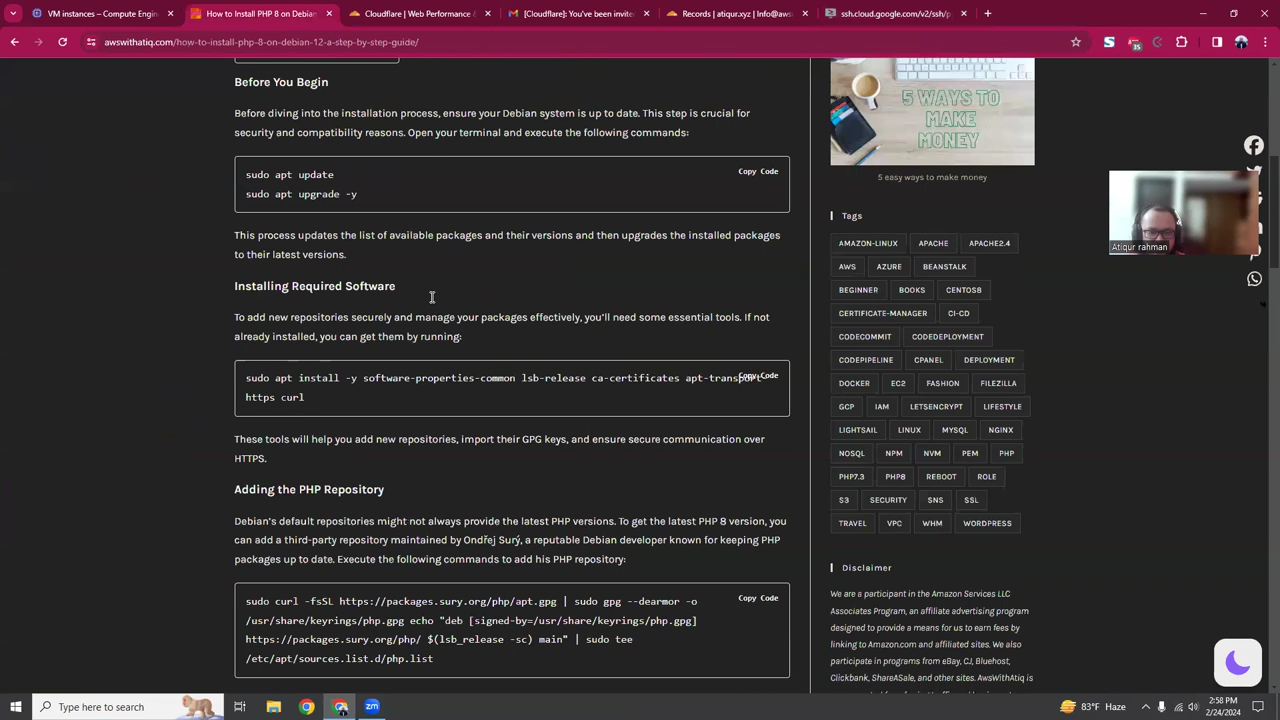 VM instances – Compute Engin
How to Install PHP 8 on Debian
Cloudflare | Web Performance &
[Cloudflare]: You've been invite
Records | atiqur.xyz | Info@aws
ssh.cloud.google.com/v2/ssh/p
awswithatiq.com/how-to-install-php-8-on-debian-12-a-step-by-step-guide/
35
Before You Begin
Before diving into the installation process, ensure your Debian system is up to date. This step is crucial for
security and compatibility reasons. Open your terminal and execute the following commands:
Copy Code
sudo apt update
sudo apt upgrade -y
This process updates the list of available packages and their versions and then upgrades the installed packages
to their latest versions.
Installing Required Software
To add new repositories securely and manage your packages effectively, you'll need some essential tools. If not
already installed, you can get them by running:
Copy Code
sudo apt install -y software-properties-common lsb-release ca-certificates apt-transport-
https curl
These tools will help you add new repositories, import their GPG keys, and ensure secure communication over
HTTPS.
Adding the PHP Repository
Debian's default repositories might not always provide the latest PHP versions. To get the latest PHP 8 version, you
can add a third-party repository maintained by Ondřej Surý, a reputable Debian developer known for keeping PHP
packages up to date. Execute the following commands to add his PHP repository:
Copy Code
sudo curl -fsSL https://packages.sury.org/php/apt.gpg | sudo gpg --dearmor -o
/usr/share/keyrings/php.gpg echo "deb [signed-by=/usr/share/keyrings/php.gpg]
https://packages.sury.org/php/ $(lsb_release -sc) main" | sudo tee
/etc/apt/sources.list.d/php.list
5 WAYS TO
MAKE
MONEY
5 easy ways to make money
Tags
AMAZON-LINUX APACHE APACHE2.4
AWS AZURE BEANSTALK
BEGINNER BOOKS CENTOS8
CERTIFICATE-MANAGER CI-CD
CODECOMMIT CODEDEPLOYMENT
CODEPIPELINE CPANEL DEPLOYMENT
DOCKER EC2 FASHION FILEZILLA
GCP IAM LETSENCRYPT LIFESTYLE
LIGHTSAIL LINUX MYSQL NGINX
NOSQL NPM NVM PEM PHP
PHP7.3 PHP8 REBOOT ROLE
S3 SECURITY SNS SSL
TRAVEL VPC WHM WORDPRESS
Disclaimer
We are a participant in the Amazon Services LLC
Associates Program, an affiliate advertising program
designed to provide a means for us to earn fees by
linking to Amazon.com and affiliated sites. We also
participate in programs from eBay, CJ, Bluehost,
Clickbank, ShareASale, and other sites. AwsWithAtiq is
Atiqur rahman
Type here to search
zm
83°F Haze
2:58 PM
2/24/2024